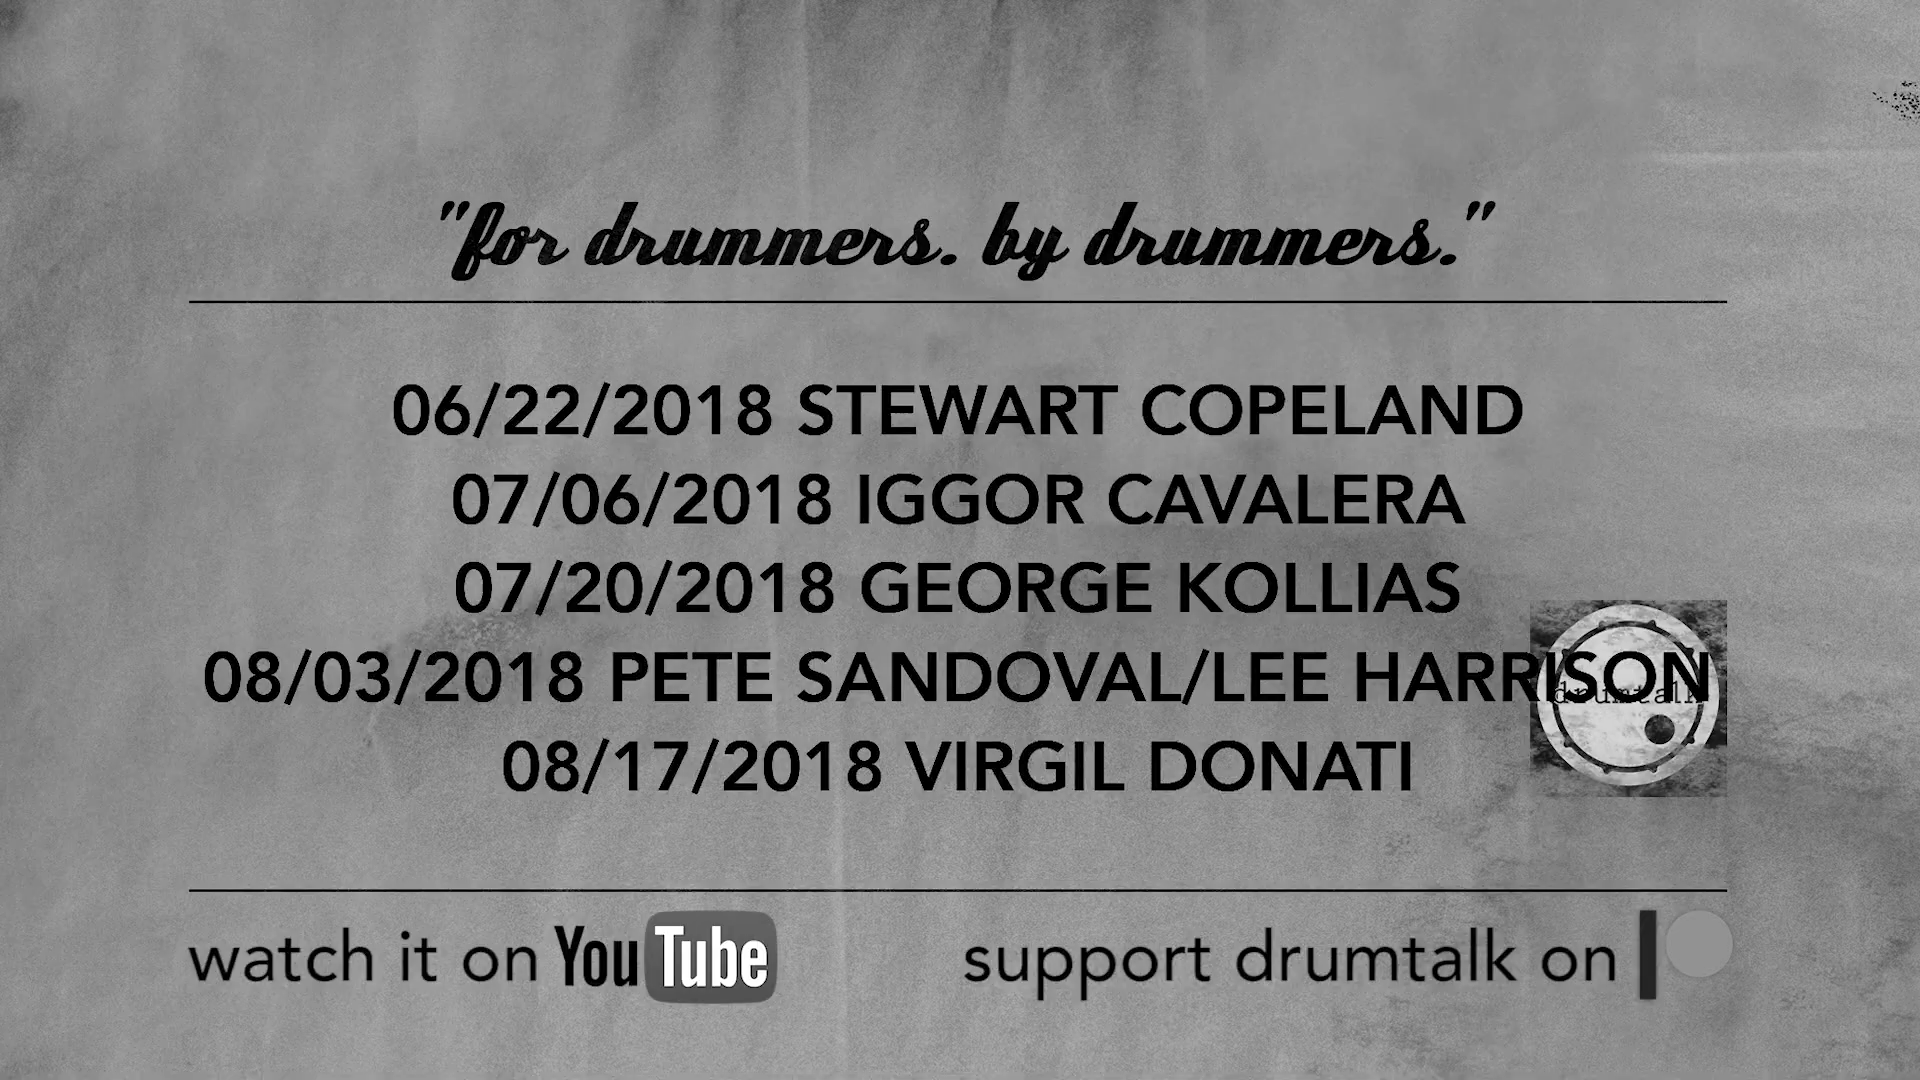 "for drummers. by drummers."
06/22/2018 STEWART COPELAND
07/06/2018 IGGOR CAVALERA
07/20/2018 GEORGE KOLLIAS
08/03/2018 PETE SANDOVAL/LEE HARRISON
drumtalk
08/17/2018 VIRGIL DONATI
watch it on YouTube
support drumtalk on